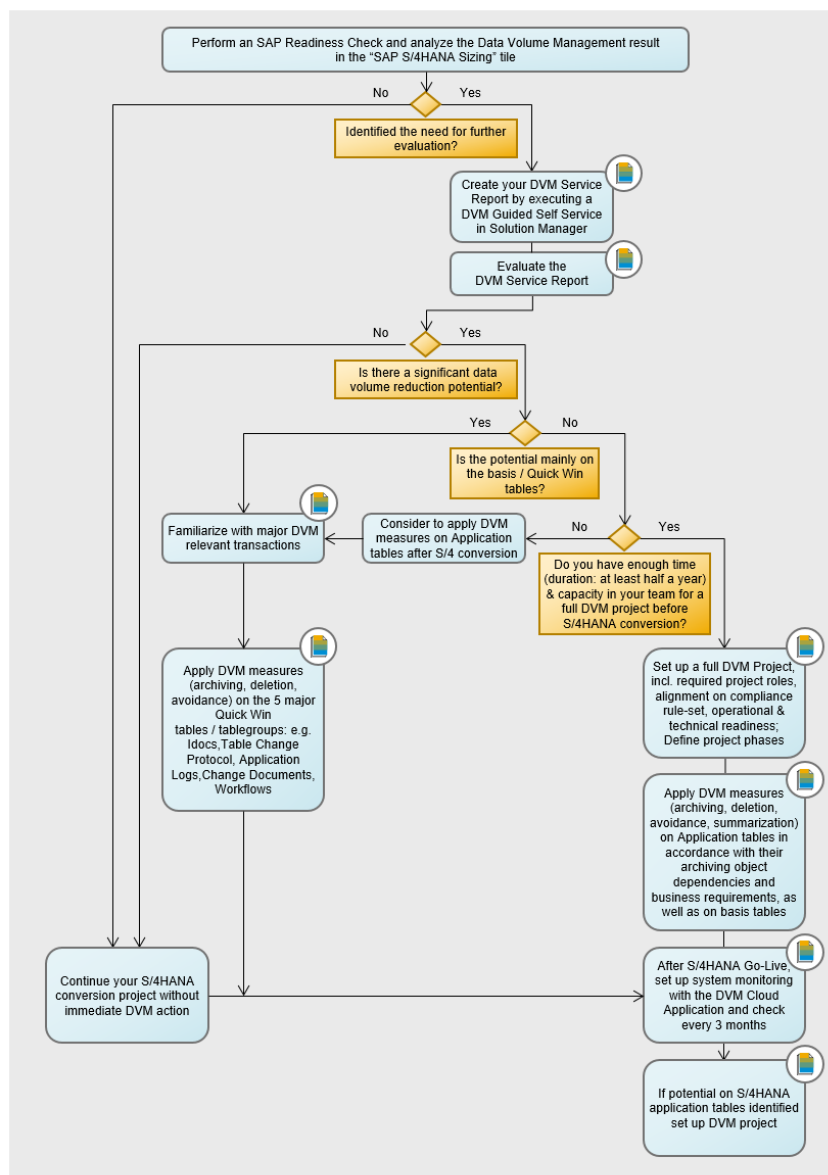 Perform an SAP Readiness Check and analyze the Data Volume Management result
in the “SAP S/4HANA Sizing” tile
No
Yes
Identified the need for further
evaluation?
Create your DVM Service
Report by executing a
DVM Guided Self Service
in Solution Manager
Evaluate the
DVM Service Report
No
Yes
Is there a significant data
volume reduction potential?
Yes
No
Is the potential mainly on
the basis / Quick Win
tables?
Familiarize with major DVM
relevant transactions
Consider to apply DVM
measures on Application
tables after S/4 conversion
No
Yes
Do you have enough time
(duration: at least half a year)
& capacity in your team for a
full DVM project before
S/4HANA conversion?
Apply DVM measures
(archiving, deletion,
avoidance) on the 5 major
Quick Win
tables / tablegroups: e.g.
Idocs,Table Change
Protocol, Application
Logs,Change Documents,
Workflows
Set up a full DVM Project,
incl. required project roles,
alignment on compliance
rule-set, operational &
technical readiness;
Define project phases
Apply DVM measures
(archiving, deletion,
avoidance, summarization)
on Application tables in
accordance with their
archiving object
dependencies and
business requirements, as
well as on basis tables
Continue your S/4HANA
conversion project without
immediate DVM action
After S/4HANA Go-Live,
set up system monitoring
with the DVM Cloud
Application and check
every 3 months
If potential on S/4HANA
application tables identified
set up DVM project